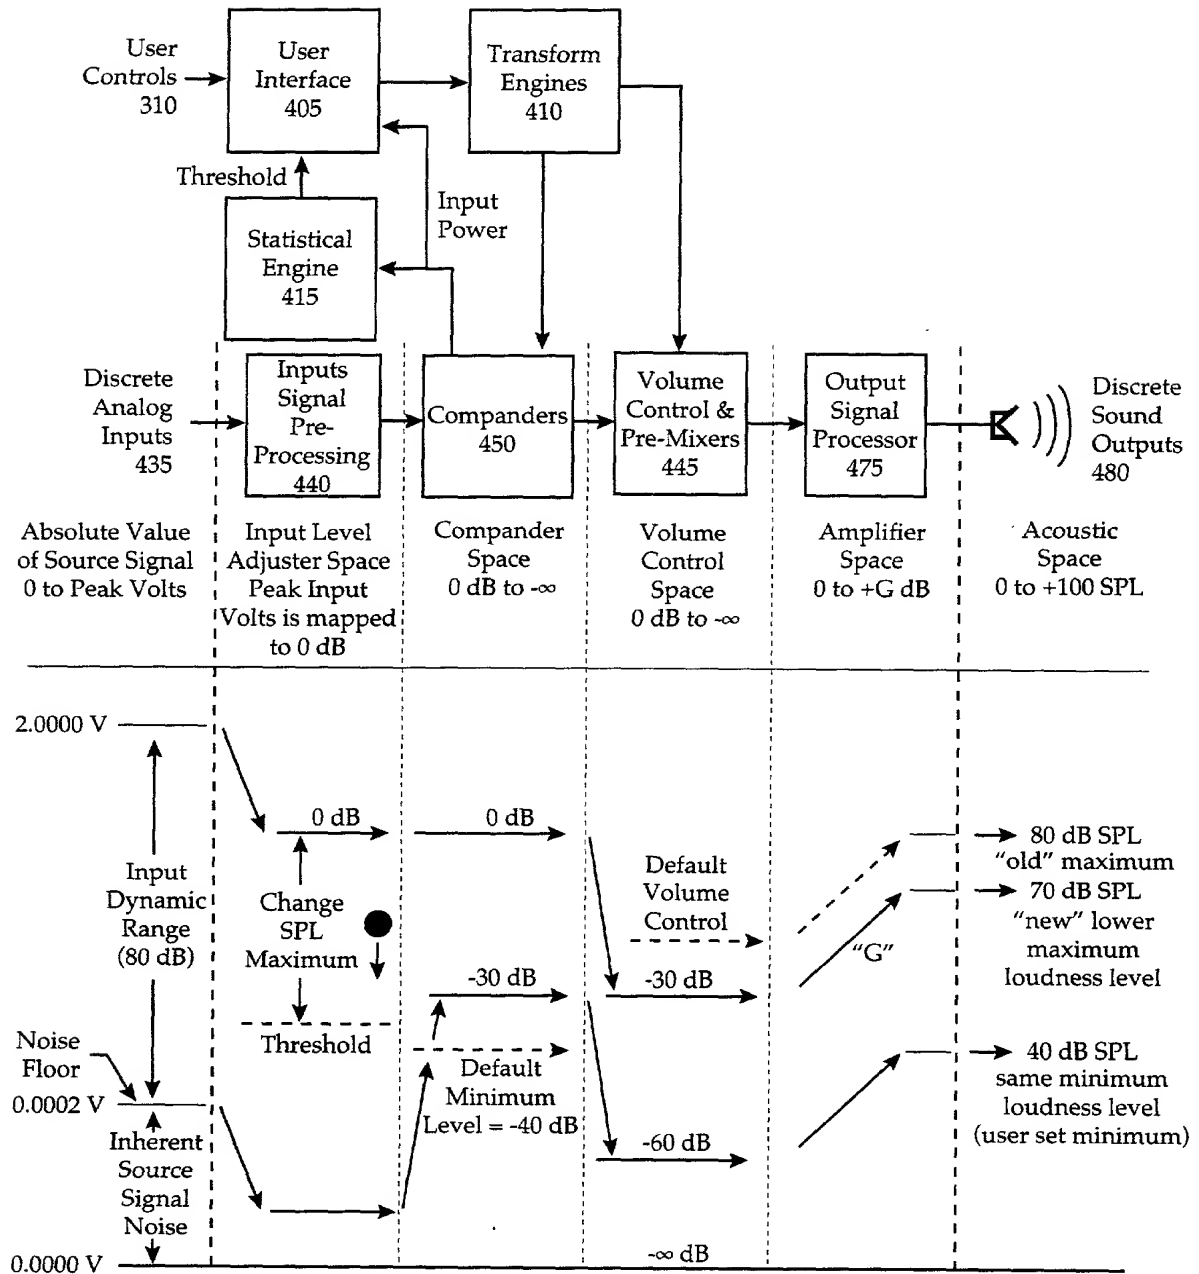 User
Controls
310
User
Interface
405
Transform
Engines
410
Threshold
Input
Power
Statistical
Engine
415
Discrete
Analog
Inputs
435
Inputs
Signal
Pre-
Processing
440
Companders
450
Volume
Control &
Pre-Mixers
445
Output
Signal
Processor
475
Discrete
Sound
Outputs
480
Absolute Value
of Source Signal
0 to Peak Volts
Input Level
Adjuster Space
Peak Input
Volts is mapped
to 0 dB
Compander
Space
0 dB to -∞
Volume
Control
Space
0 dB to -∞
Amplifier
Space
0 to +G dB
Acoustic
Space
0 to +100 SPL
2.0000 V
Input
Dynamic
Range
(80 dB)
Noise
Floor
0.0002 V
Inherent
Source
Signal
Noise
0.0000 V
0 dB
Change
SPL
Maximum
Threshold
0 dB
-30 dB
Default
Minimum
Level = -40 dB
Default
Volume
Control
-30 dB
-60 dB
-∞ dB
"G"
80 dB SPL
"old" maximum
70 dB SPL
"new" lower
maximum
loudness level
40 dB SPL
same minimum
loudness level
(user set minimum)